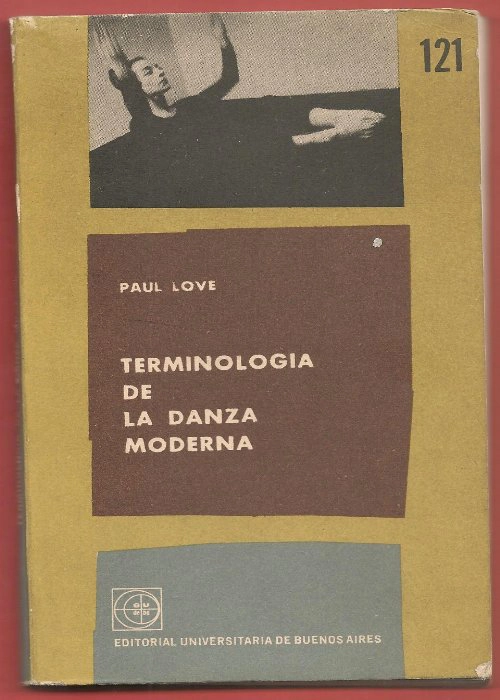 121
PAUL LOVE
TERMINOLOGIA
DE
LA DANZA
MODERNA
EDITORIAL UNIVERSITARIA DE BUENOS AIRES